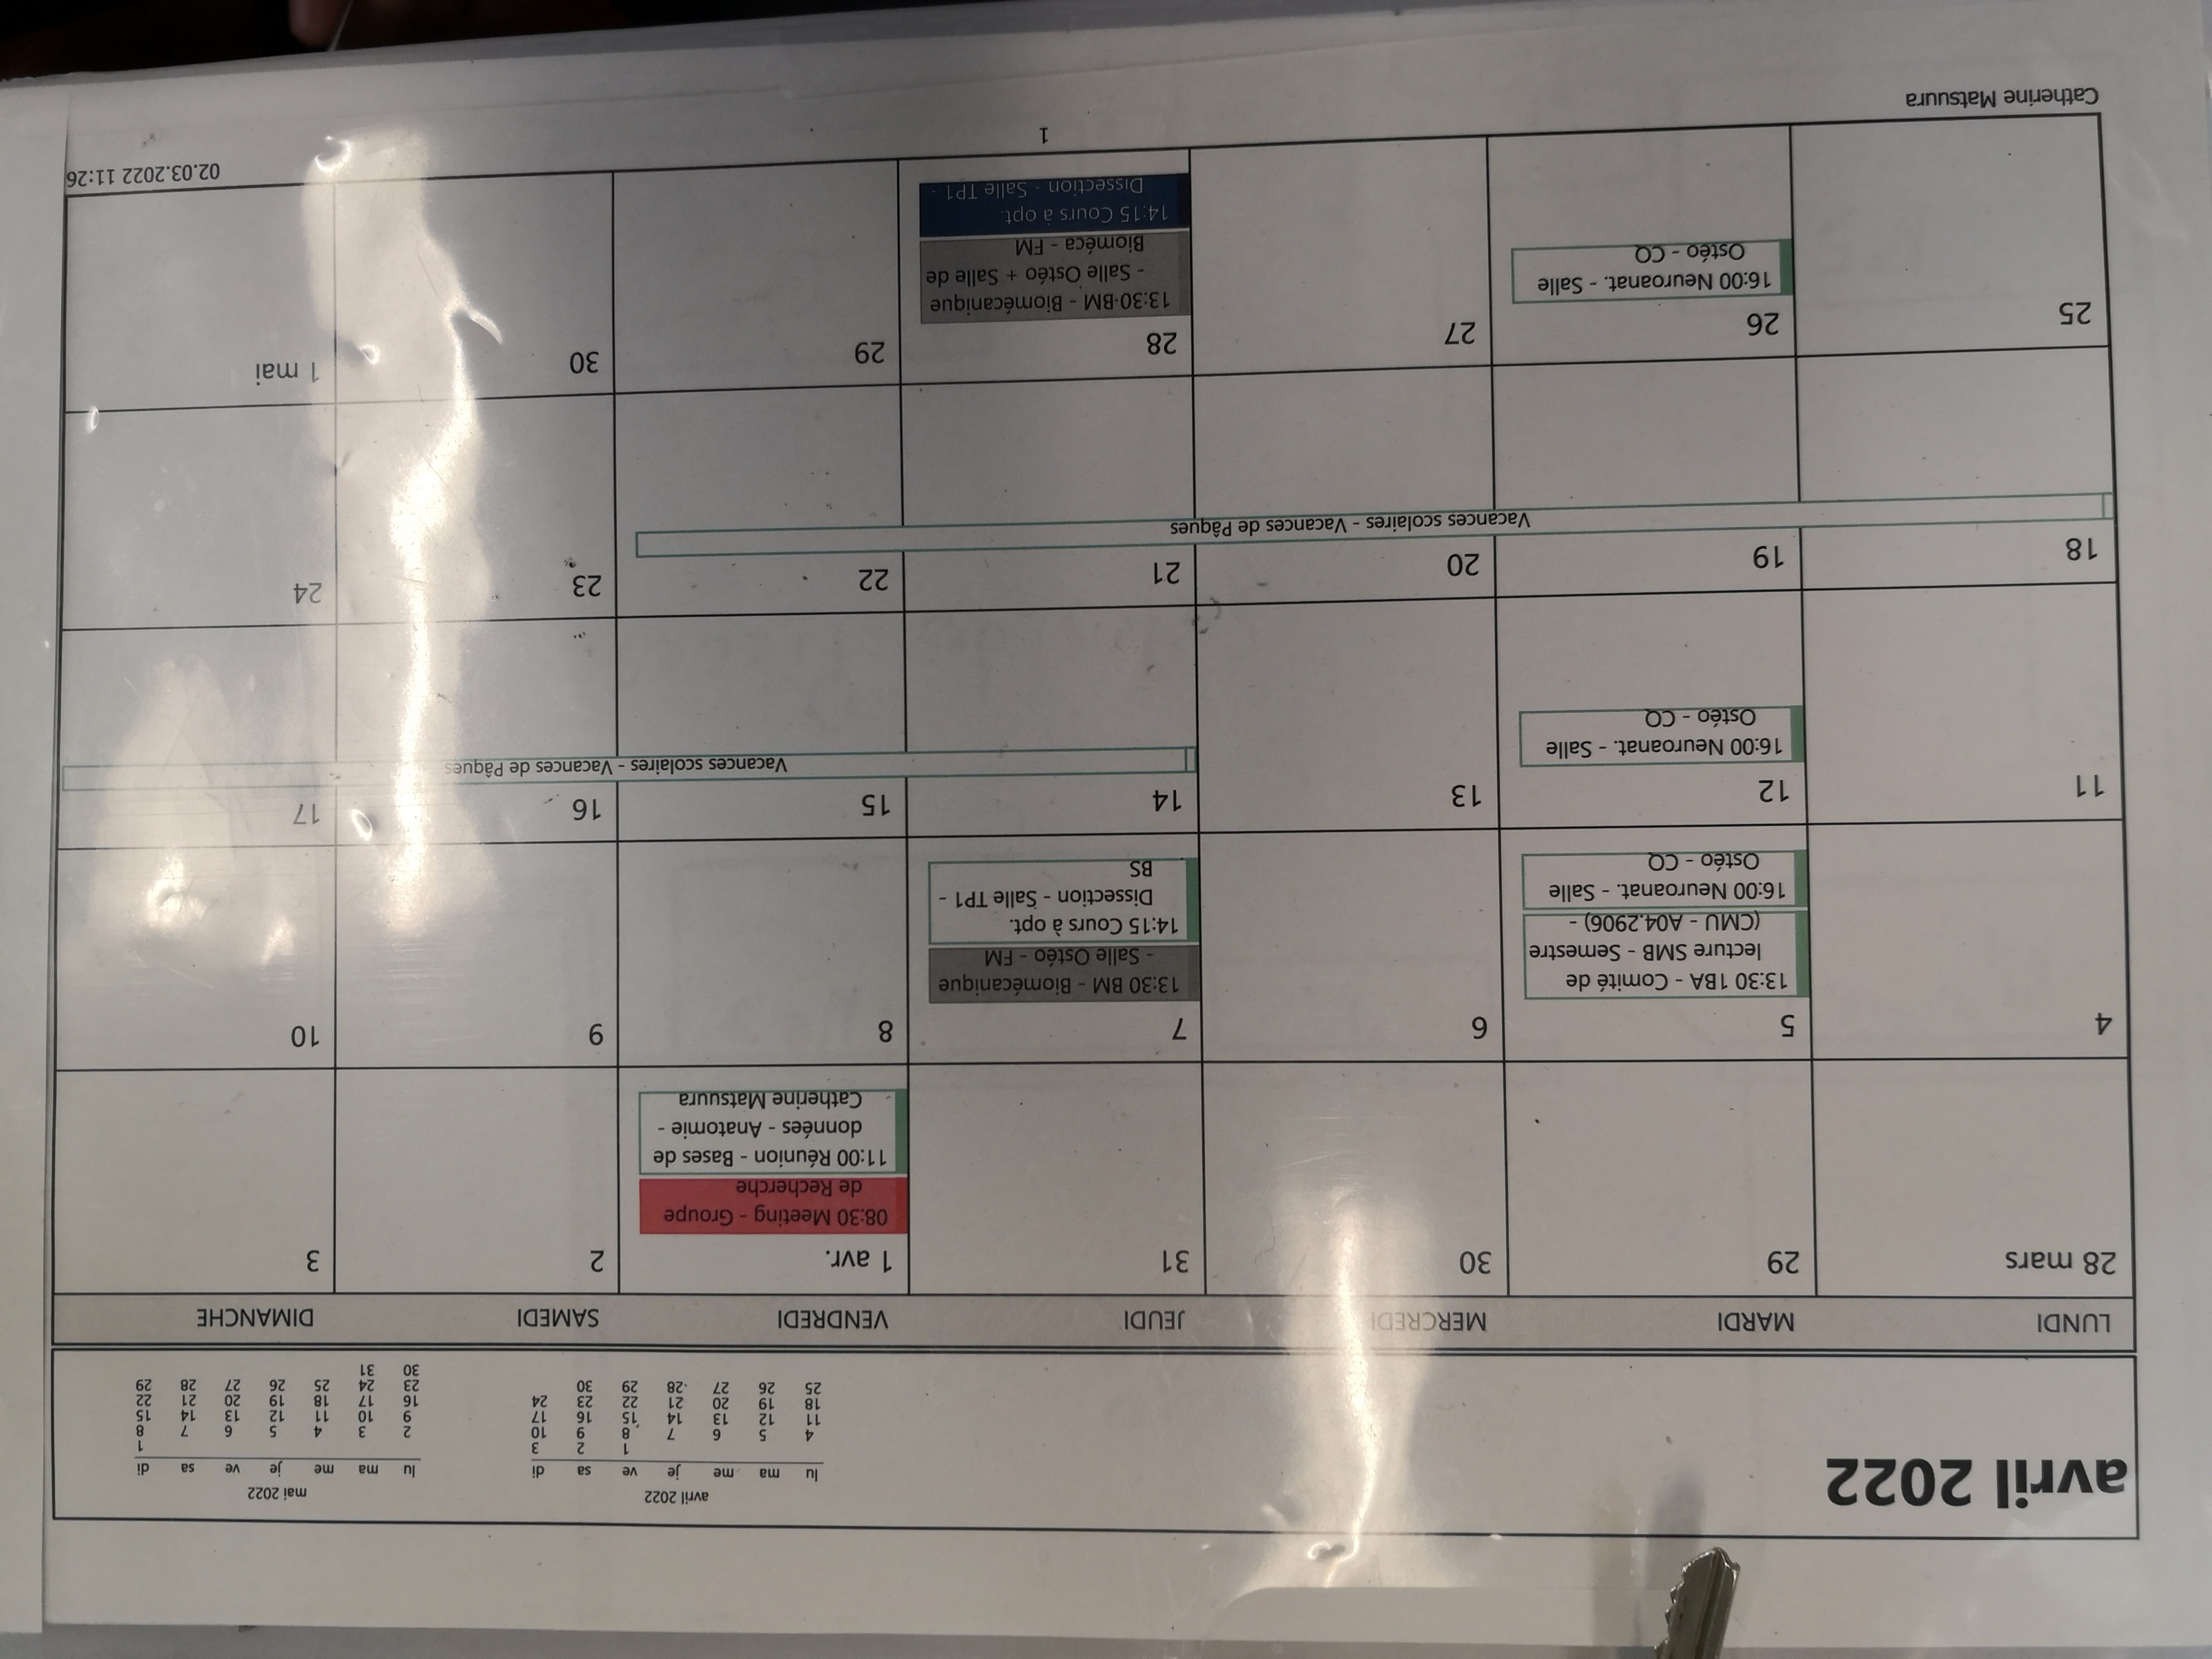 avril 2022
avril 2022
lu ma me je ve sa di
1 2 3
4 5 6 7 8 9 10
11 12 13 14 15 16 17
18 19 20 21 22 23 24
25 26 27 28 29 30
mai 2022
lu ma me je ve sa di
1
2 3 4 5 6 7 8
9 10 11 12 13 14 15
16 17 18 19 20 21 22
23 24 25 26 27 28 29
30 31
LUNDI MARDI MERCREDI JEUDI VENDREDI SAMEDI DIMANCHE
28 mars 29 30 31 1 avr. 2 3
08:30 Meeting - Groupe
de Recherche
11:00 Réunion - Bases de
données - Anatomie -
Catherine Matsuura
4 5 6 7 8 9 10
13:30 1BA - Comité de
lecture SMB - Semestre
(CMU - A04.2906) -
16:00 Neuroanat. - Salle
Ostéo - CQ
13:30 BM - Biomécanique
- Salle Ostéo - FM
14:15 Cours à opt.
Dissection - Salle TP1 -
BS
11 12 13 14 15 16 17
16:00 Neuroanat. - Salle
Ostéo - CQ
Vacances scolaires - Vacances de Pâques
18 19 20 21 22 23 24
Vacances scolaires - Vacances de Pâques
25 26 27 28 29 30 1 mai
16:00 Neuroanat. - Salle
Ostéo - CQ
13:30 BM - Biomécanique
- Salle Ostéo + Salle de
Bioméca - FM
14:15 Cours à opt.
Dissection - Salle TP1 -
Catherine Matsuura
1
02.03.2022 11:26